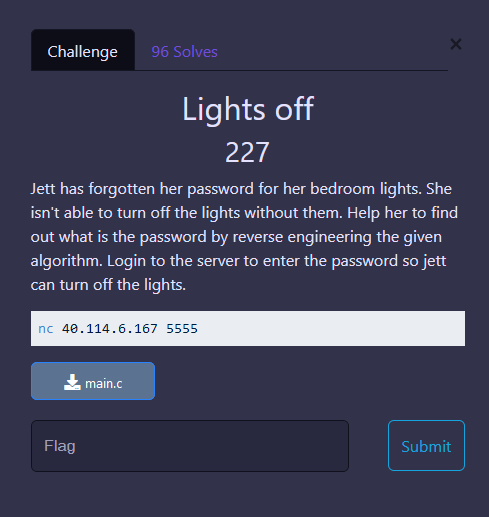 Challenge
96 Solves
×
Lights off
227
Jett has forgotten her password for her bedroom lights. She
isn't able to turn off the lights without them. Help her to find
out what is the password by reverse engineering the given
algorithm. Login to the server to enter the password so jett
can turn off the lights.
nc 40.114.6.167 5555
main.c
Flag
Submit